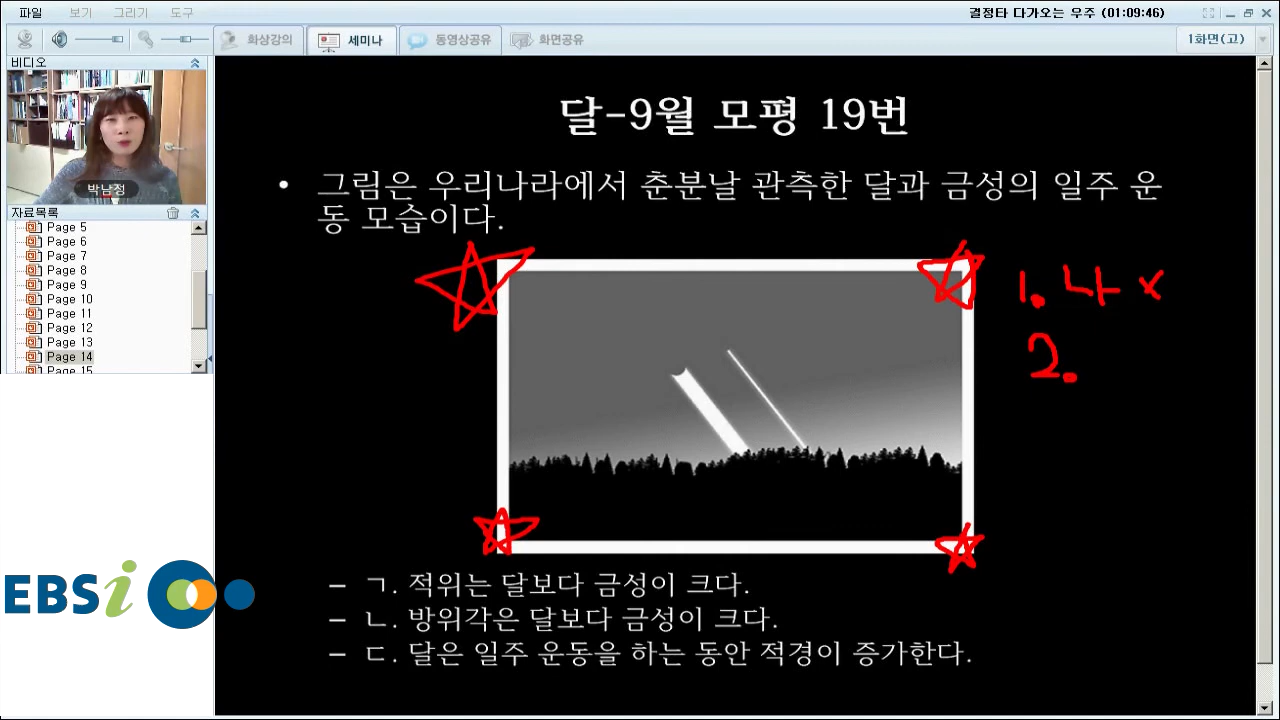 파일 보기 그리기 도구
결정타 다가오는 우주 (01:09:46)
화상강의 세미나 동영상공유 화면공유
1화면(고)
비디오
박남정
자료목록
Page 5
Page 6
Page 7
Page 8
Page 9
Page 10
Page 11
Page 12
Page 13
Page 14
Page 15
EBSi
달-9월 모평 19번
• 그림은 우리나라에서 춘분날 관측한 달과 금성의 일주 운
동 모습이다.
1. 나 x
2.
– ㄱ. 적위는 달보다 금성이 크다.
– ㄴ. 방위각은 달보다 금성이 크다.
– ㄷ. 달은 일주 운동을 하는 동안 적경이 증가한다.